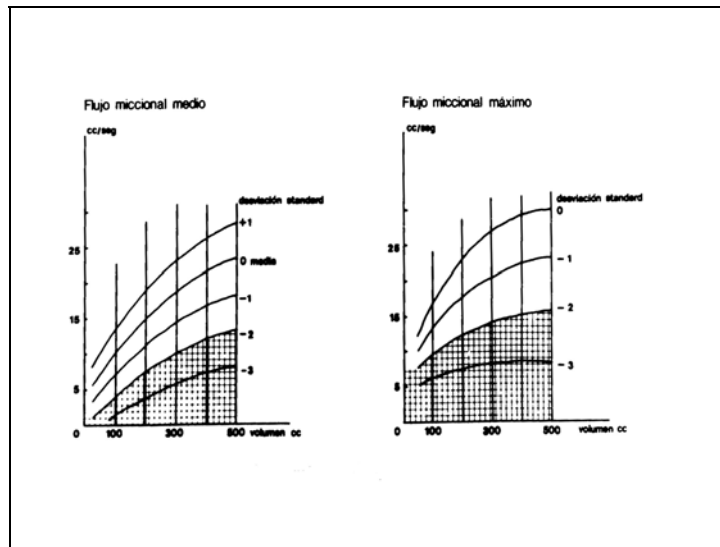 Flujo miccional medio
cc/seg
desviación standard
+1
0 medio
-1
-2
-3
25
15
5
0
100
300
500
volumen cc
Flujo miccional máximo
cc/seg
desviación standard
0
-1
-2
-3
25
15
5
0
100
300
500
volumen cc